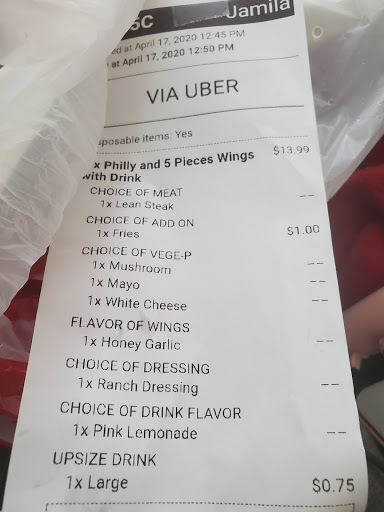 5C Jamila
ed at April 17, 2020 12:45 PM
at April 17, 2020 12:50 PM
VIA UBER
sposable items: Yes
x Philly and 5 Pieces Wings $13.99
with Drink
CHOICE OF MEAT
1x Lean Steak --
CHOICE OF ADD ON
1x Fries $1.00
CHOICE OF VEGE-P
1x Mushroom --
1x Mayo --
1x White Cheese --
FLAVOR OF WINGS
1x Honey Garlic --
CHOICE OF DRESSING
1x Ranch Dressing --
CHOICE OF DRINK FLAVOR
1x Pink Lemonade --
UPSIZE DRINK
1x Large $0.75